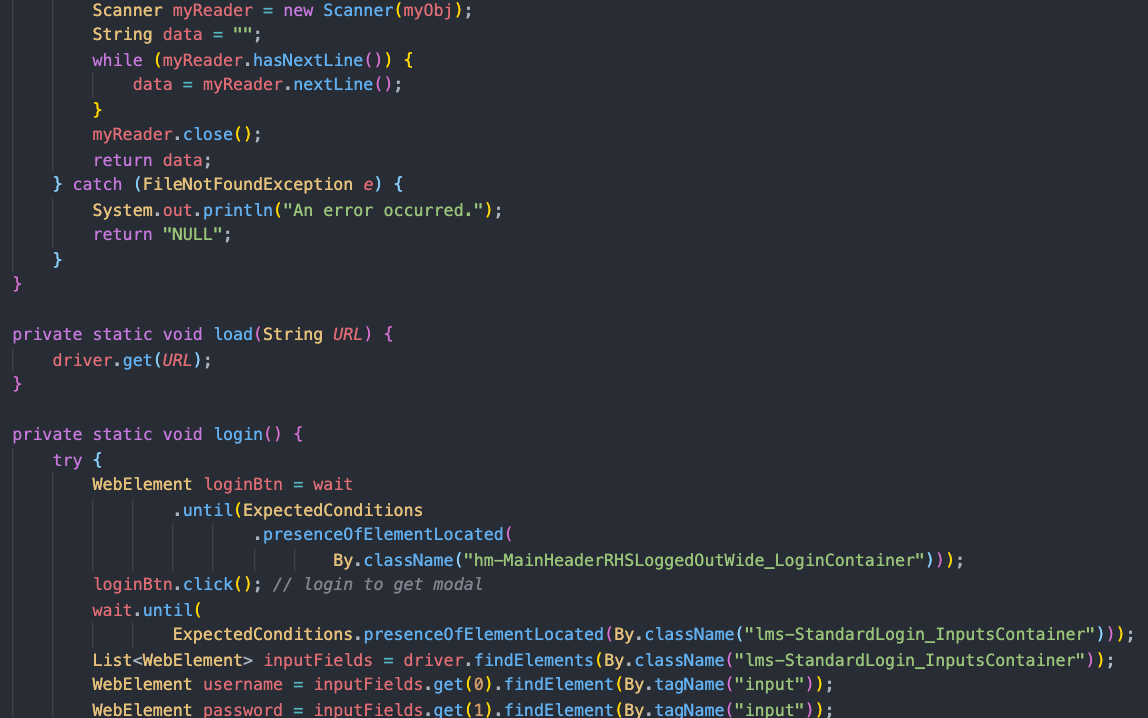 Scanner myReader = new Scanner(myObj);
String data = "";
while (myReader.hasNextLine()) {
data = myReader.nextLine();
}
myReader.close();
return data;
} catch (FileNotFoundException e) {
System.out.println("An error occurred.");
return "NULL";
}
}
private static void load(String URL) {
driver.get(URL);
}
private static void login() {
try {
WebElement loginBtn = wait
.until(ExpectedConditions
.presenceOfElementLocated(
By.className("hm-MainHeaderRHSLoggedOutWide_LoginContainer")));
loginBtn.click(); // login to get modal
wait.until(
ExpectedConditions.presenceOfElementLocated(By.className("lms-StandardLogin_InputsContainer")));
List<WebElement> inputFields = driver.findElements(By.className("lms-StandardLogin_InputsContainer"));
WebElement username = inputFields.get(0).findElement(By.tagName("input"));
WebElement password = inputFields.get(1).findElement(By.tagName("input"));